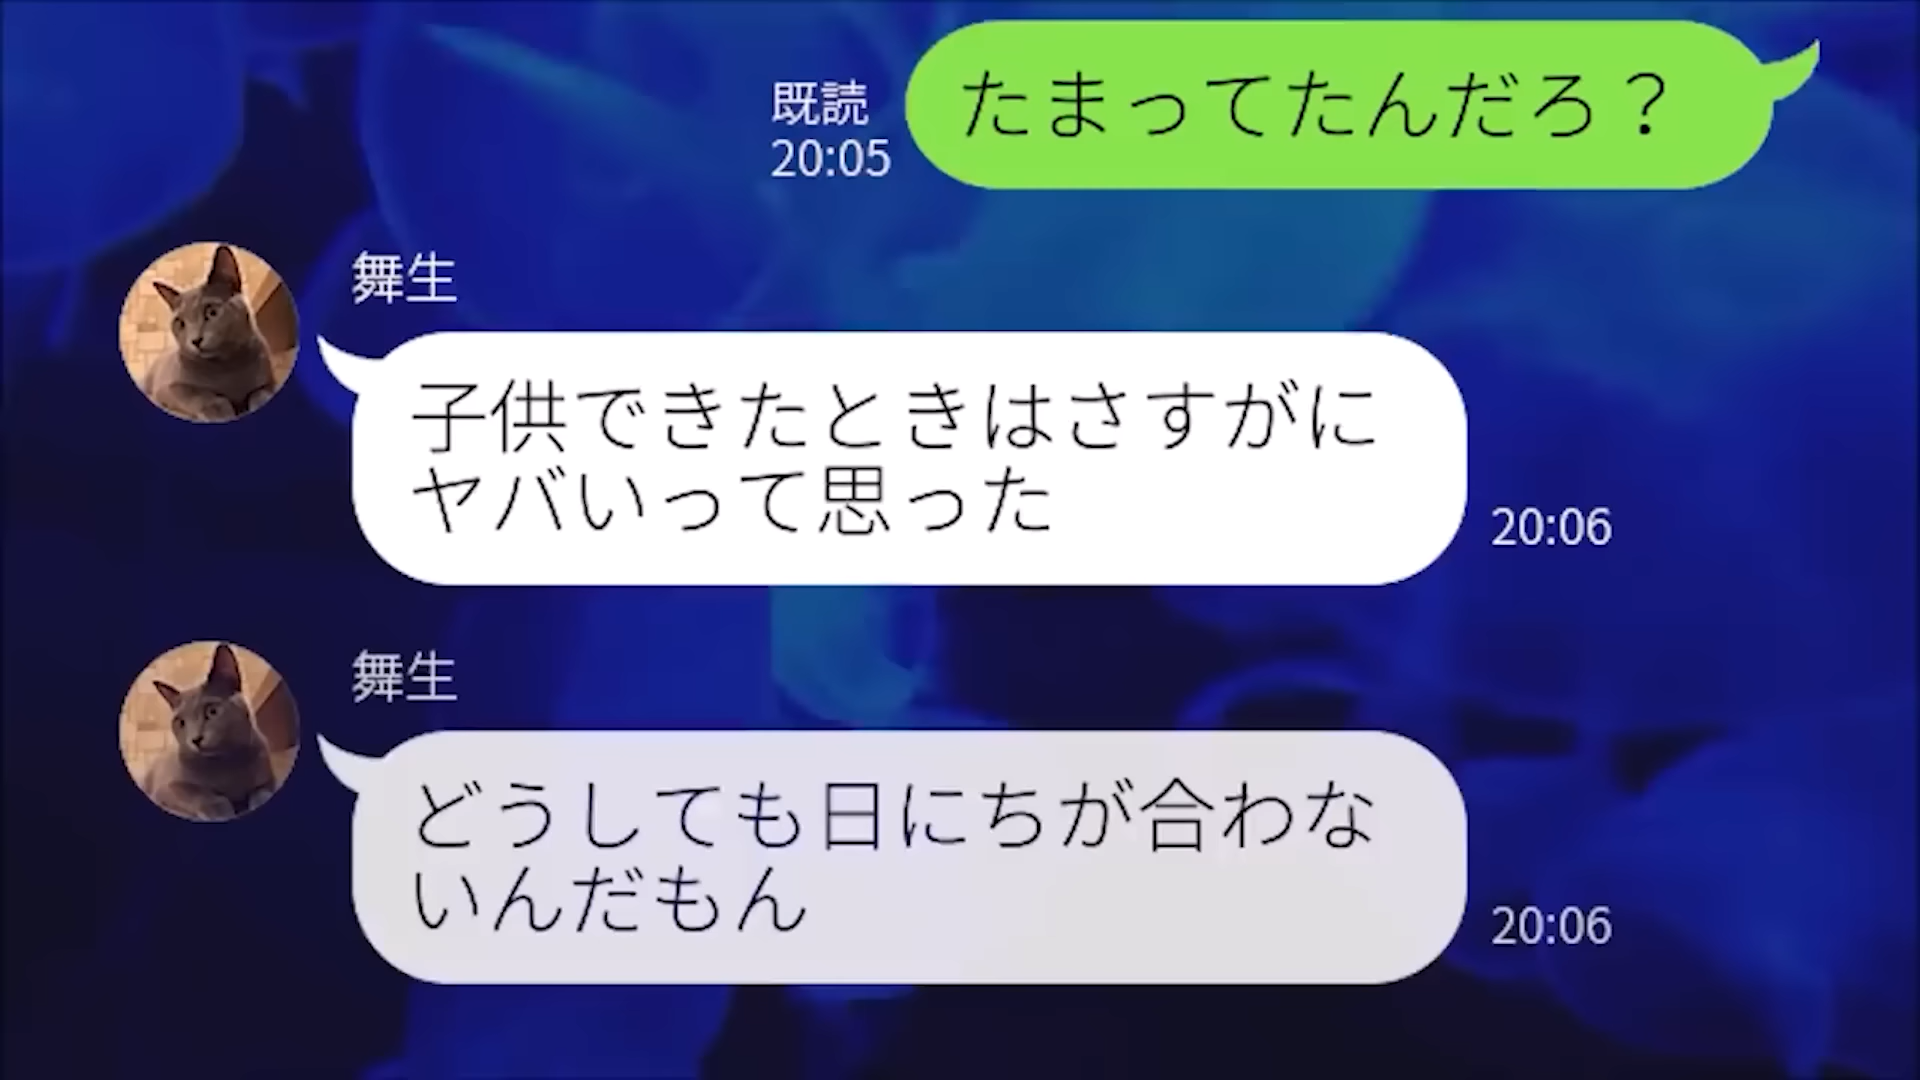 たまってたんだろ？
既読
20:05
舞生
子供できたときはさすがに
ヤバいって思った
20:06
舞生
どうしても日にちが合わな
いんだもん
20:06